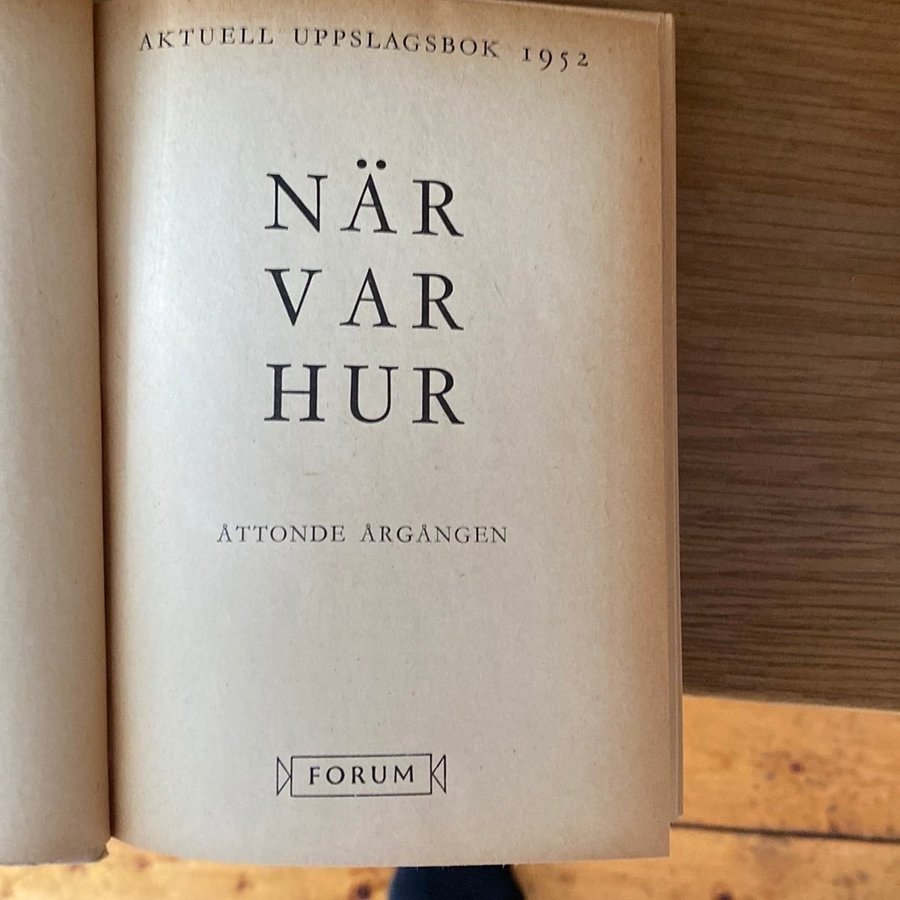 AKTUELL UPPSLAGSBOK 1952
NÄR
VAR
HUR
ÅTTONDE ÅRGÅNGEN
FORUM